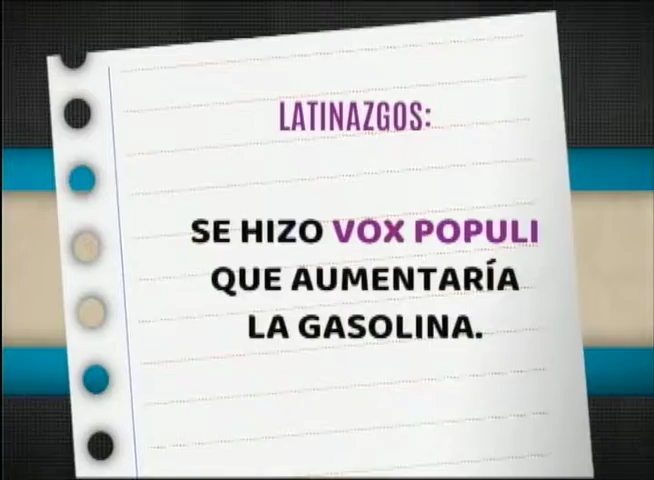 LATINAZGOS:
SE HIZO VOX POPULI
QUE AUMENTARÍA
LA GASOLINA.